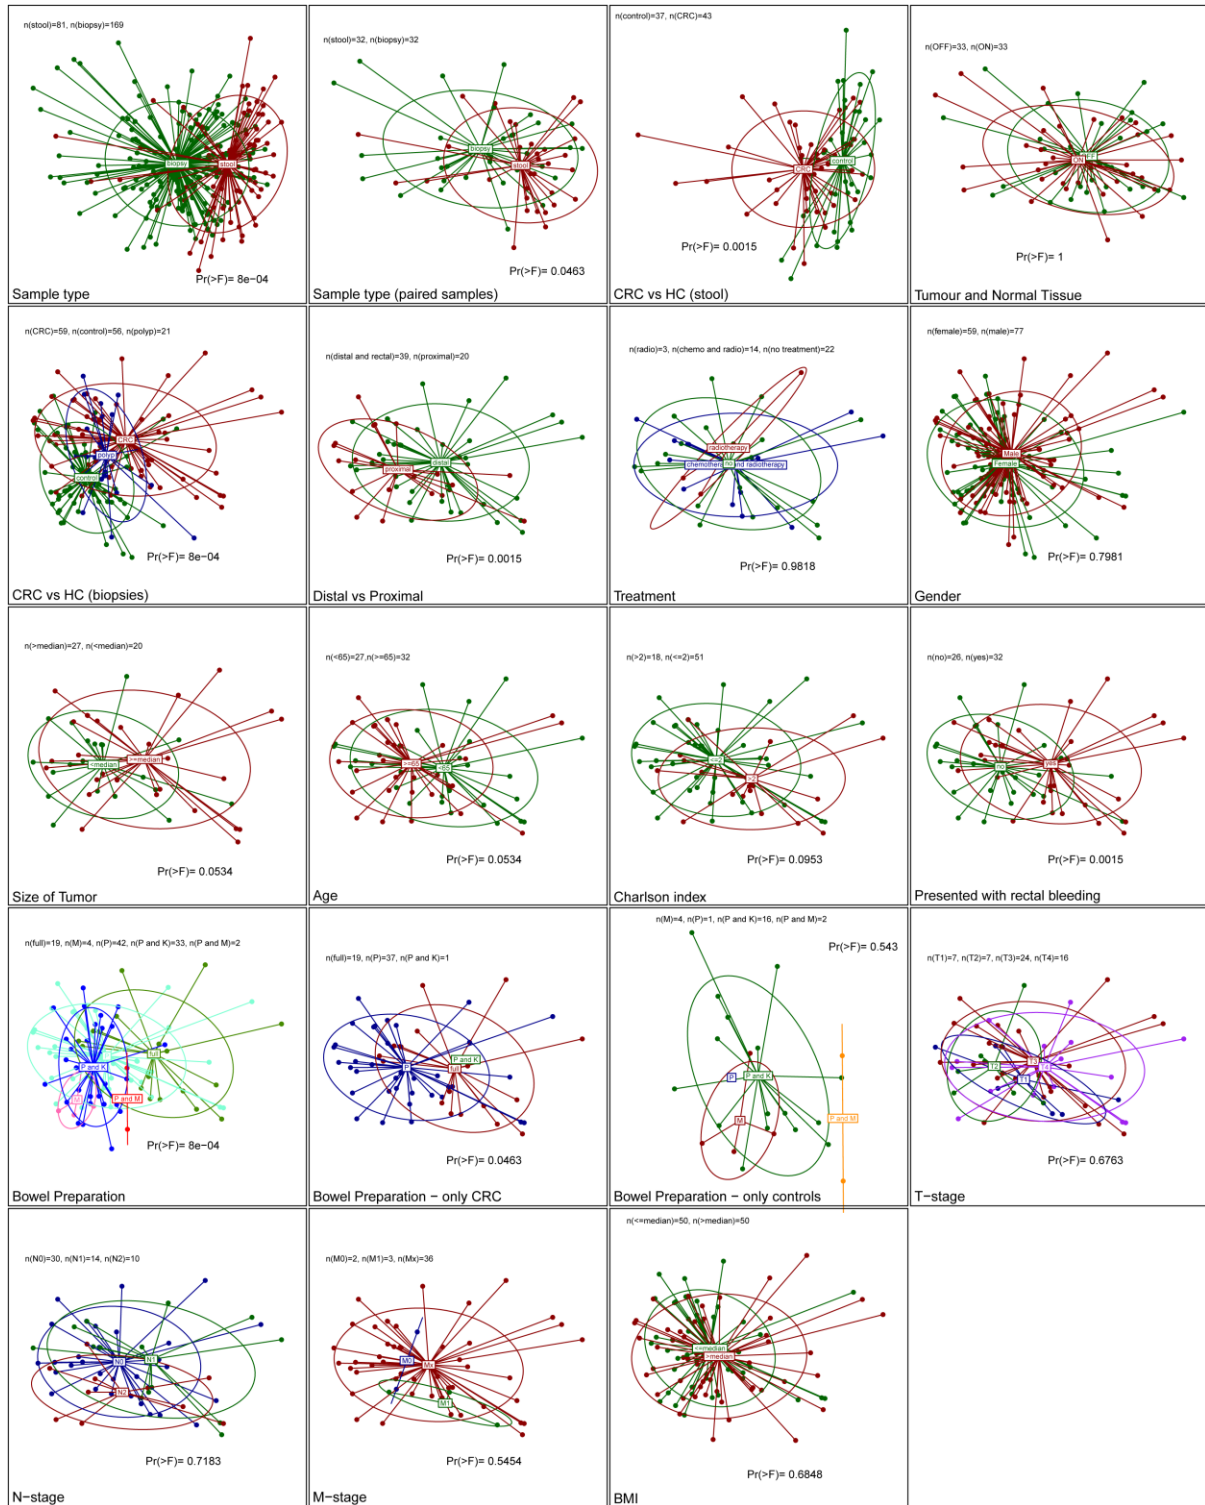 n(stool)=81, n(biopsy)=169
biopsy
stool
Pr(>F)= 8e−04
Sample type
n(stool)=32, n(biopsy)=32
biopsy
stool
Pr(>F)= 0.0463
Sample type (paired samples)
n(control)=37, n(CRC)=43
control
CRC
Pr(>F)= 0.0015
CRC vs HC (stool)
n(OFF)=33, n(ON)=33
ON
Pr(>F)= 1
Tumour and Normal Tissue
n(CRC)=59, n(control)=56, n(polyp)=21
CRC
polyp
control
Pr(>F)= 8e−04
CRC vs HC (biopsies)
n(distal and rectal)=39, n(proximal)=20
distal
proximal
Pr(>F)= 0.0015
Distal vs Proximal
n(radio)=3, n(chemo and radio)=14, n(no treatment)=22
radiotherapy
chemothera no nd radiotherapy
Pr(>F)= 0.9818
Treatment
n(female)=59, n(male)=77
Male
Female
Pr(>F)= 0.7981
Gender
n(>median)=27, n(<median)=20
>=median
<median
Pr(>F)= 0.0534
Size of Tumor
n(<65)=27,n(>=65)=32
>=65
<65
Pr(>F)= 0.0534
Age
n(>2)=18, n(<=2)=51
<=2
>2
Pr(>F)= 0.0953
Charlson index
n(no)=26, n(yes)=32
yes
no
Pr(>F)= 0.0015
Presented with rectal bleeding
n(full)=19, n(M)=4, n(P)=42, n(P and K)=33, n(P and M)=2
full
P and K
M
P and M
Pr(>F)= 8e−04
Bowel Preparation
n(full)=19, n(P)=37, n(P and K)=1
P and K
P
full
Pr(>F)= 0.0463
Bowel Preparation − only CRC
n(M)=4, n(P)=1, n(P and K)=16, n(P and M)=2
Pr(>F)= 0.543
P
P and K
M
P and M
Bowel Preparation − only controls
n(T1)=7, n(T2)=7, n(T3)=24, n(T4)=16
T3
T2
T4
T1
Pr(>F)= 0.6763
T−stage
n(N0)=30, n(N1)=14, n(N2)=10
N0
N1
N2
Pr(>F)= 0.7183
N−stage
n(M0)=2, n(M1)=3, n(Mx)=36
M0
Mx
M1
Pr(>F)= 0.5454
M−stage
n(<=median)=50, n(>median)=50
<=median
>median
Pr(>F)= 0.6848
BMI